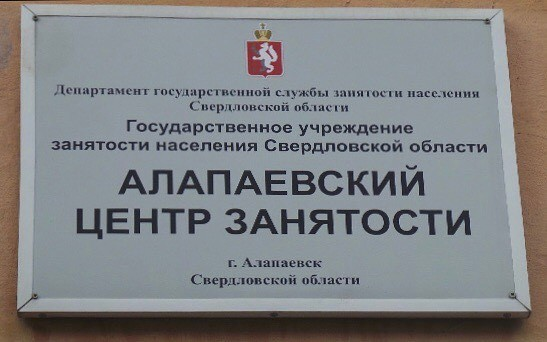 Департамент государственной службы занятости населения
Свердловской области
Государственное учреждение
занятости населения Свердловской области
АЛАПАЕВСКИЙ
ЦЕНТР ЗАНЯТОСТИ
г. Алапаевск
Свердловской области